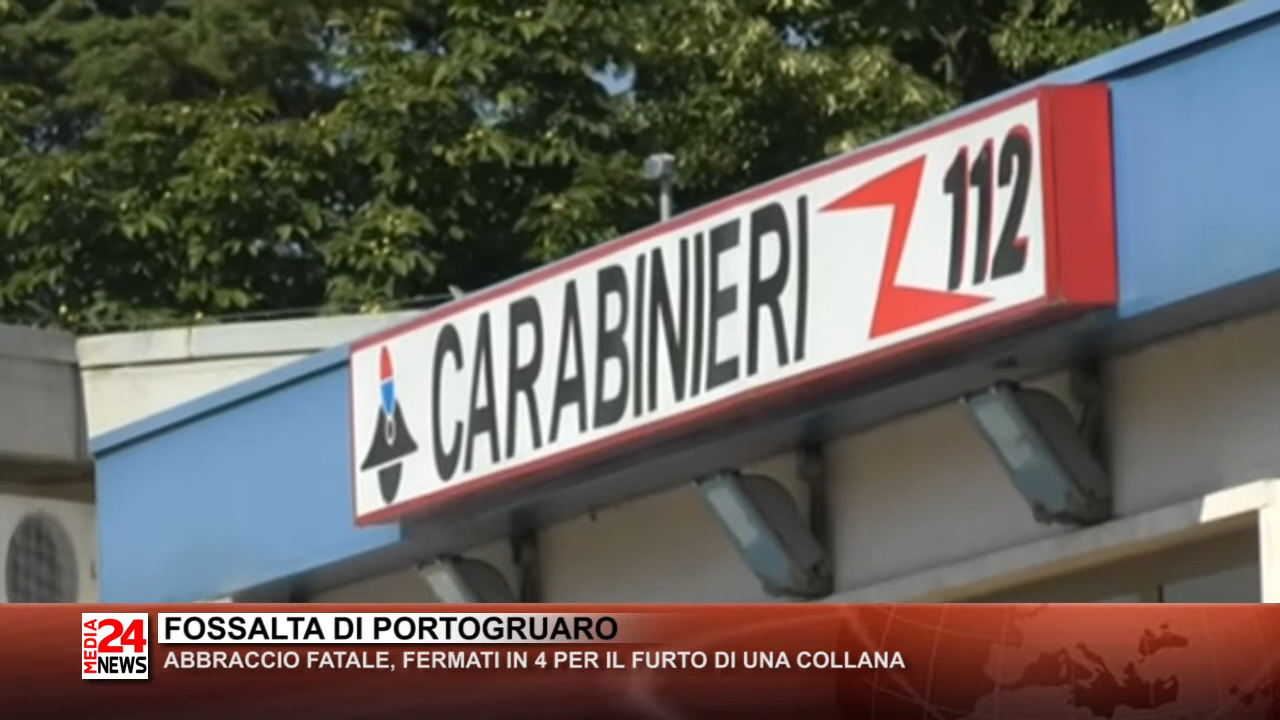 CARABINIERI 112
MEDIA
24
NEWS
FOSSALTA DI PORTOGRUARO
ABBRACCIO FATALE, FERMATI IN 4 PER IL FURTO DI UNA COLLANA